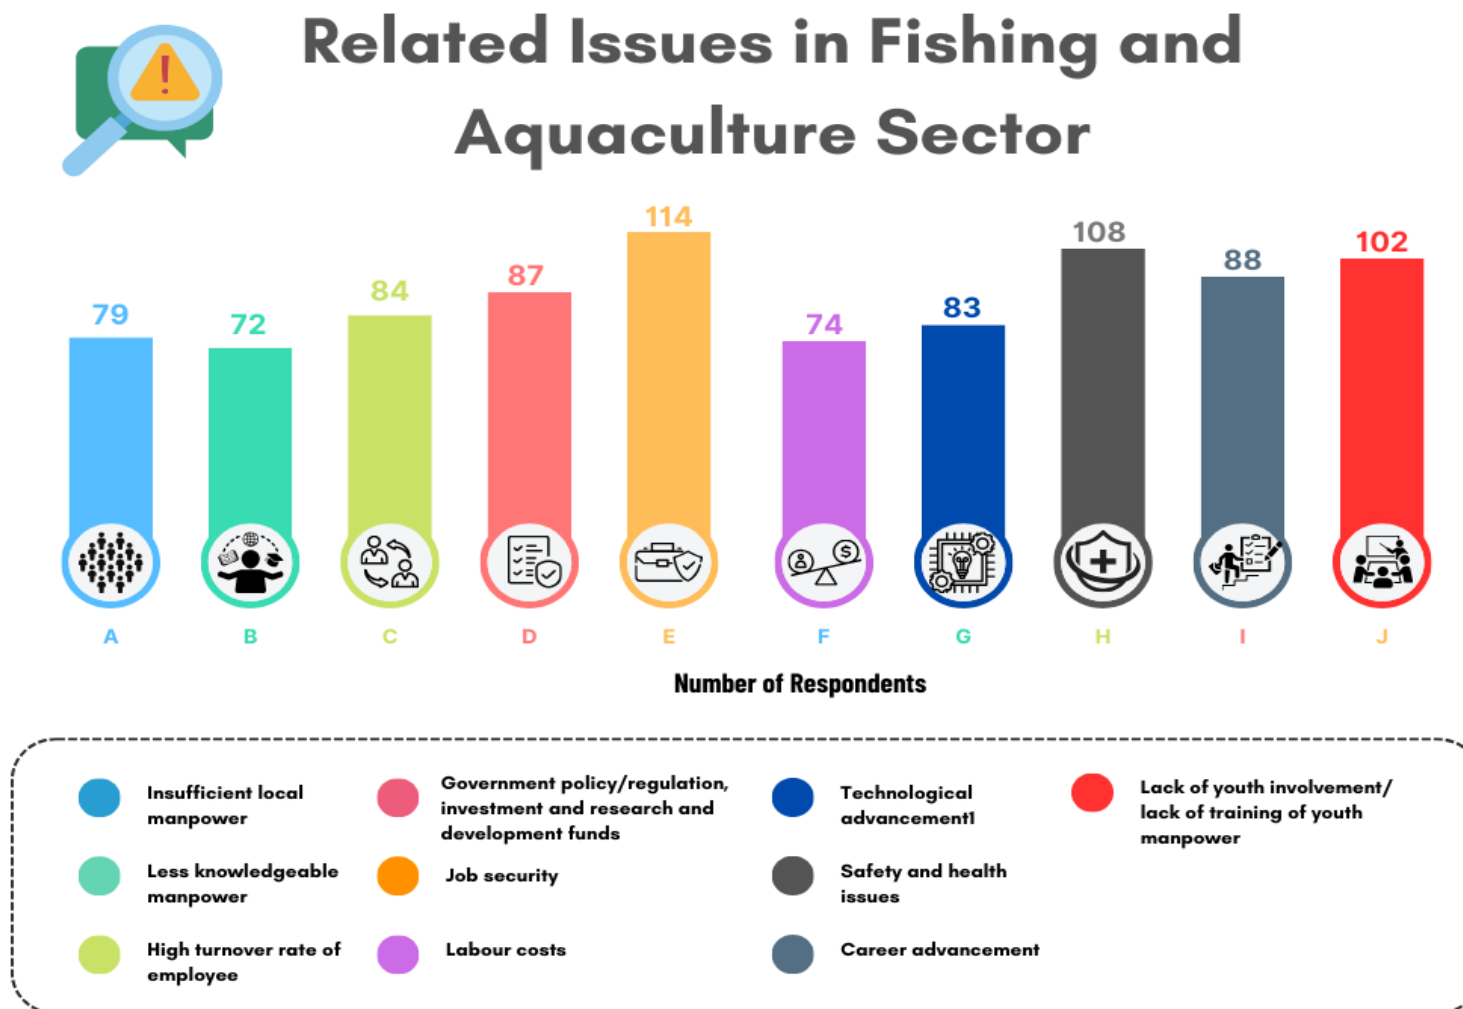 Related Issues in Fishing and
Aquaculture Sector
79
72
84
87
114
74
83
108
88
102
A
B
C
D
E
F
G
H
I
J
Number of Respondents
Insufficient local
manpower
Less knowledgeable
manpower
High turnover rate of
employee
Government policy/regulation,
investment and research and
development funds
Job security
Labour costs
Technological
advancement1
Safety and health
issues
Career advancement
Lack of youth involvement/
lack of training of youth
manpower